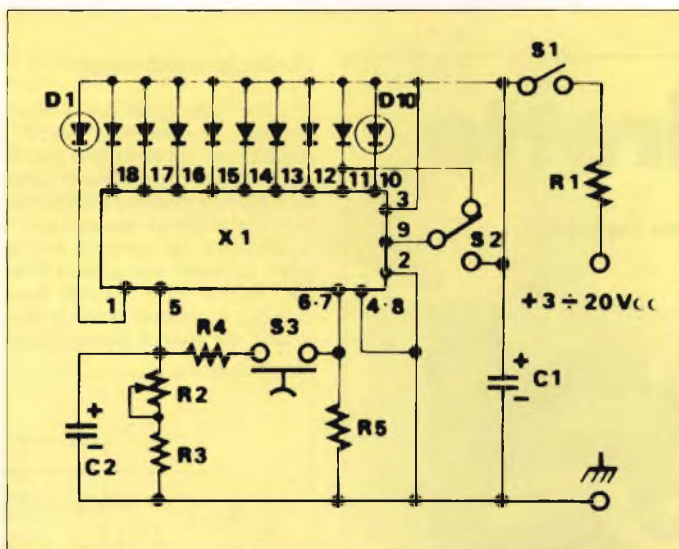 S1
D1
D10
18 17 16 15 14 13 12 11 10
3
R1
X1
9
S2
2
1 5 6·7 4·8
+3÷20Vcc
R4 S3
R2
C1
R5
C2
R3
+
-
+
-